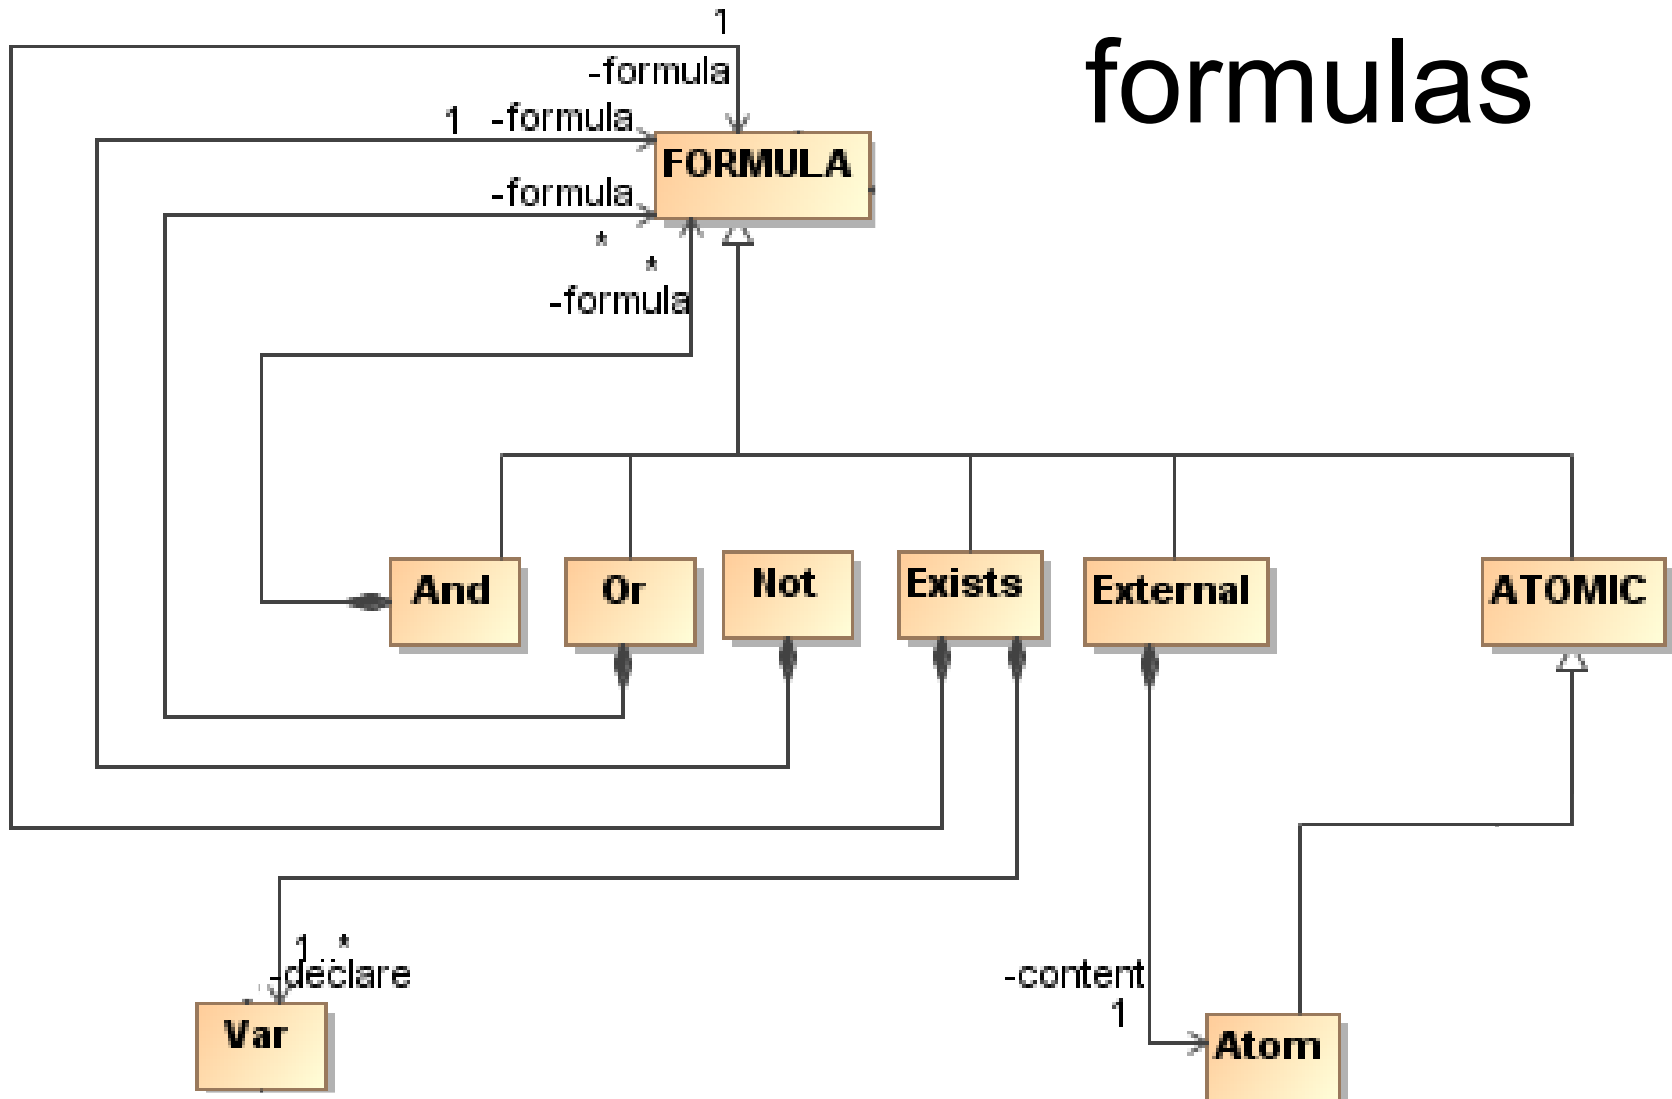 formulas
1
-formula
1 -formula
FORMULA
-formula
*
*
-formula
And
Or
Not
Exists
External
ATOMIC
1..*
-declare
-content
1
Var
Atom